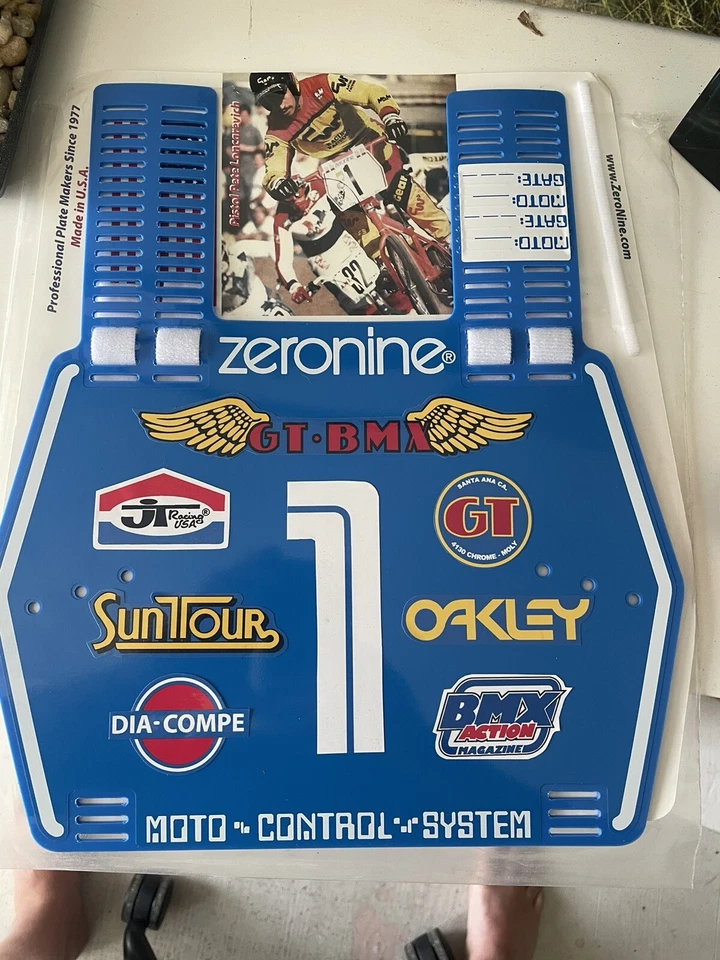 Professional Plate Makers Since 1977
Made in U.S.A.
Pistol Pete Loncarevich
1
32
MOTO:
GATE:
MOTO:
GATE:
www.ZeroNine.com
zeronine®
GT·BMX
JT Racing® USA
SANTA ANA CA.
GT
4130 CHROME-MOLY
1
SUNTOUR
OAKLEY
DIA-COMPE
BMX
ACTION
MAGAZINE
MOTO CONTROL SYSTEM